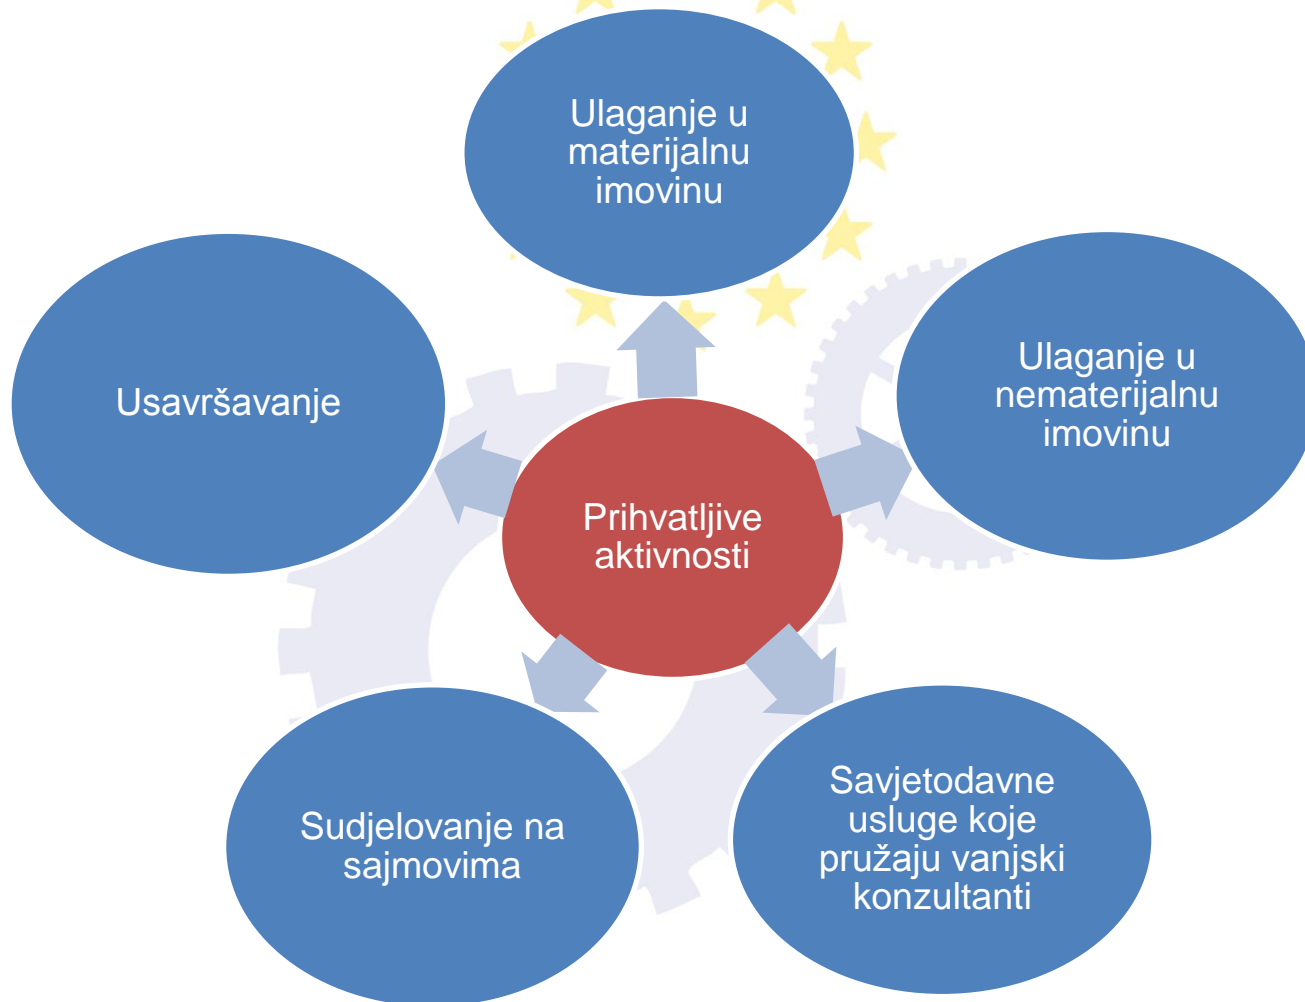 Ulaganje u
materijalnu
imovinu
Usavršavanje
Ulaganje u
nematerijalnu
imovinu
Prihvatljive
aktivnosti
Sudjelovanje na
sajmovima
Savjetodavne
usluge koje
pružaju vanjski
konzultanti